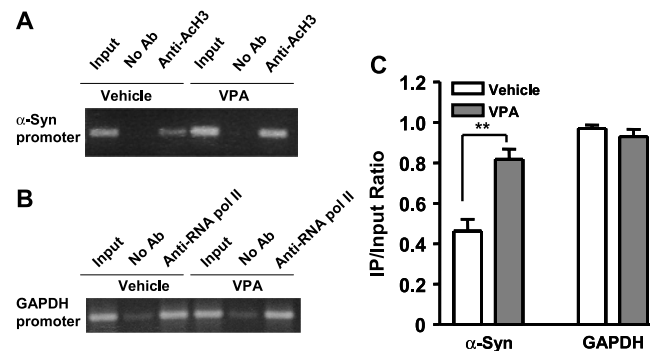 A
Input
No Ab
Anti-AcH3
Input
No Ab
Anti-AcH3
Vehicle
VPA
α-Syn
promoter
B
Input
No Ab
Anti-RNA pol II
Input
No Ab
Anti-RNA pol II
Vehicle
VPA
GAPDH
promoter
C
Vehicle
VPA
**
IP/Input Ratio
1.2
1.0
0.8
0.6
0.4
0.2
0
α-Syn
GAPDH